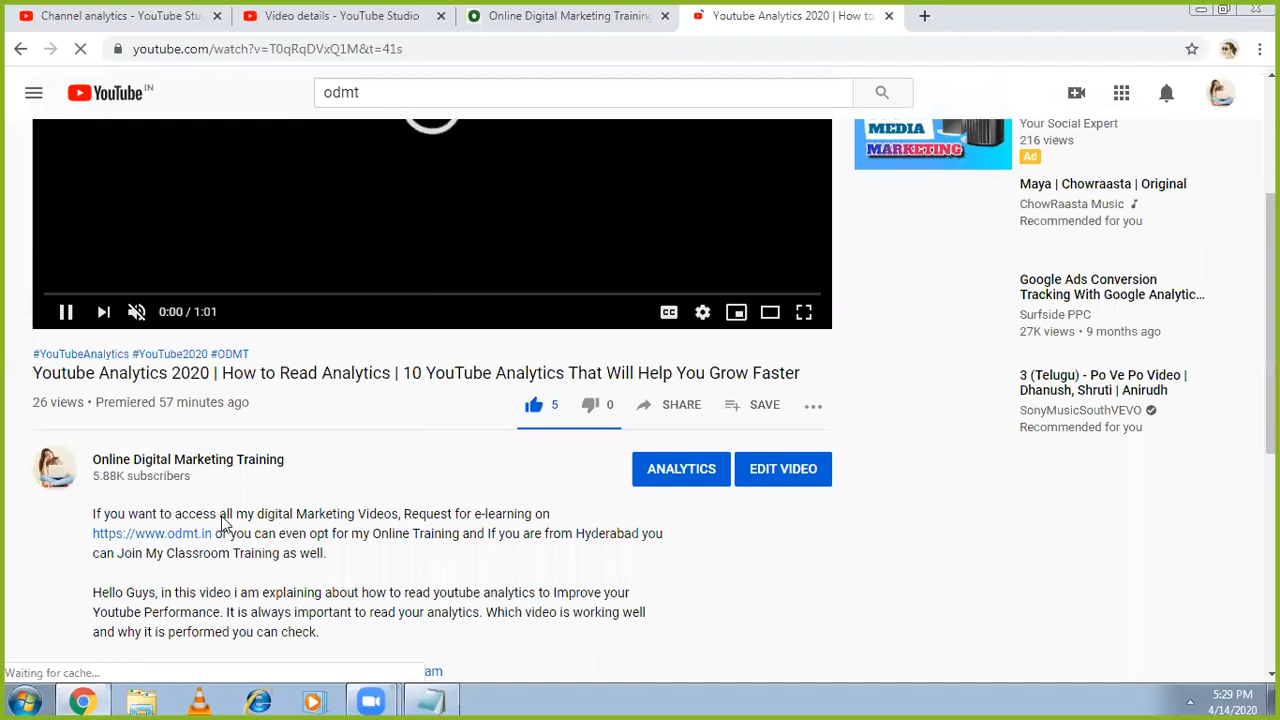 Channel analytics - YouTube Stu
Video details - YouTube Studio
Online Digital Marketing Training
Youtube Analytics 2020 | How to
youtube.com/watch?v=T0qRqDVxQ1M&t=41s
YouTube IN
odmt
MEDIA
MARKETING
Your Social Expert
216 views
Ad
Maya | Chowraasta | Original
ChowRaasta Music
Recommended for you
Google Ads Conversion
Tracking With Google Analytic...
Surfside PPC
27K views • 9 months ago
3 (Telugu) - Po Ve Po Video |
Dhanush, Shruti | Anirudh
SonyMusicSouthVEVO
Recommended for you
0:00 / 1:01
CC
#YouTubeAnalytics #YouTube2020 #ODMT
Youtube Analytics 2020 | How to Read Analytics | 10 YouTube Analytics That Will Help You Grow Faster
26 views • Premiered 57 minutes ago
5
0
SHARE
SAVE
Online Digital Marketing Training
5.88K subscribers
ANALYTICS
EDIT VIDEO
If you want to access all my digital Marketing Videos, Request for e-learning on
https://www.odmt.in or you can even opt for my Online Training and If you are from Hyderabad you
can Join My Classroom Training as well.
Hello Guys, in this video i am explaining about how to read youtube analytics to Improve your
Youtube Performance. It is always important to read your analytics. Which video is working well
and why it is performed you can check.
am
Waiting for cache...
5:29 PM
4/14/2020